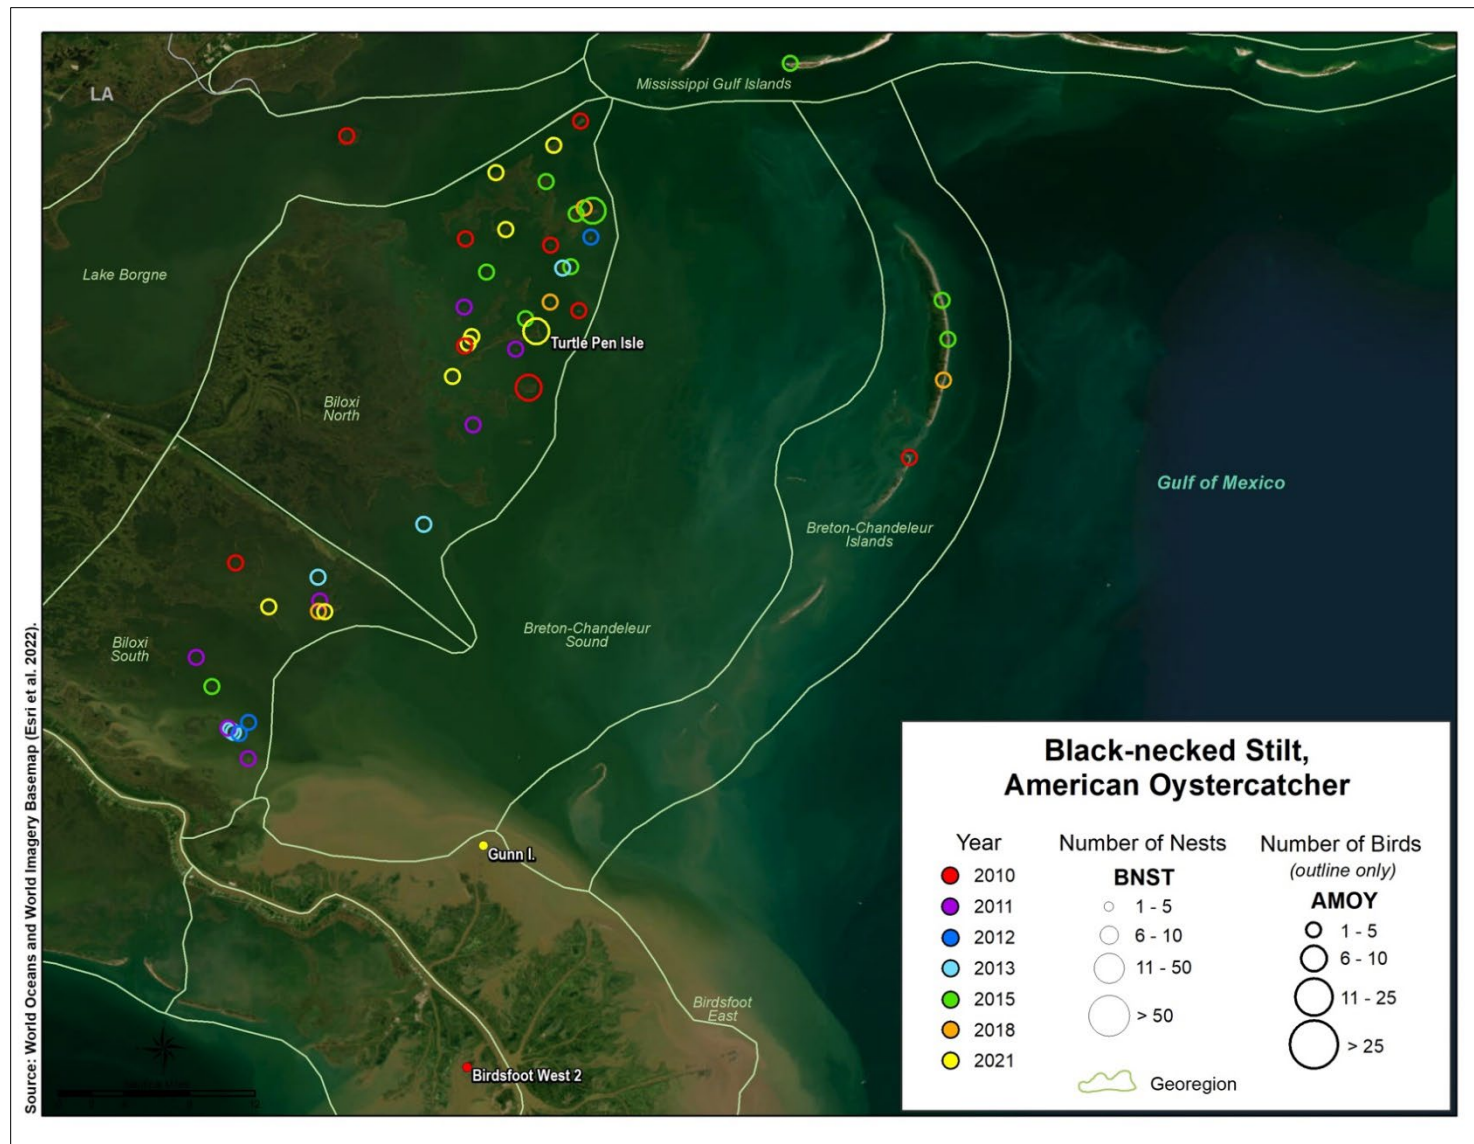 LA
Mississippi Gulf Islands
Lake Borgne
Turtle Pen Isle
Biloxi
North
Gulf of Mexico
Breton-Chandeleur
Islands
Breton-Chandeleur
Sound
Biloxi
South
Gunn I.
Birdsfoot
East
Birdsfoot West 2
Source: World Oceans and World Imagery Basemap (Esri et al. 2022).
Black-necked Stilt,
American Oystercatcher
Year
2010
2011
2012
2013
2015
2018
2021
Number of Nests
BNST
1 - 5
6 - 10
11 - 50
> 50
Georegion
Number of Birds
(outline only)
AMOY
1 - 5
6 - 10
11 - 25
> 25